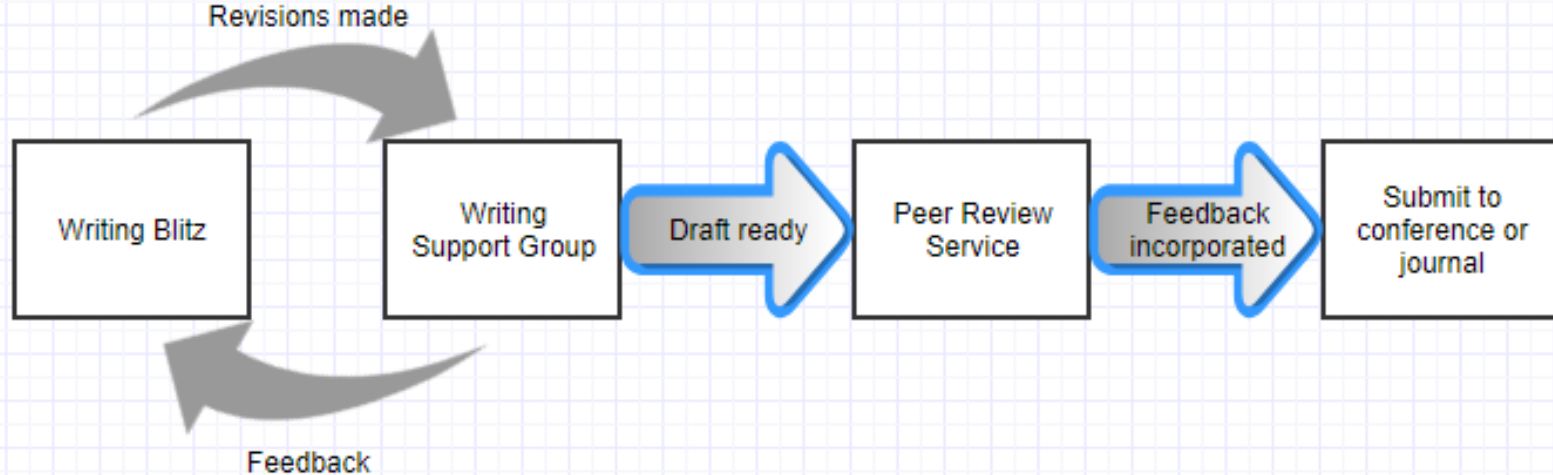 Revisions made
Writing Blitz
Writing
Support Group
Draft ready
Peer Review
Service
Feedback
incorporated
Submit to
conference or
journal
Feedback